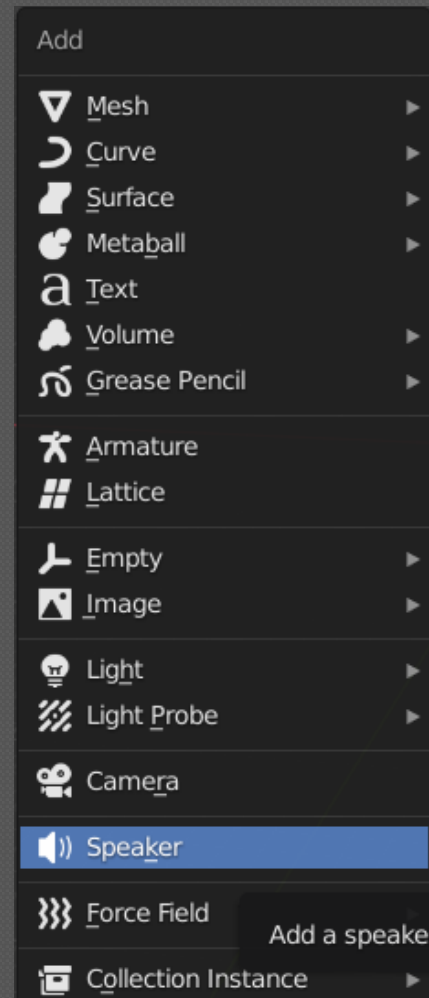 Add
Mesh
Curve
Surface
Metaball
Text
Volume
Grease Pencil
Armature
Lattice
Empty
Image
Light
Light Probe
Camera
Speaker
Force Field
Add a speake
Collection Instance